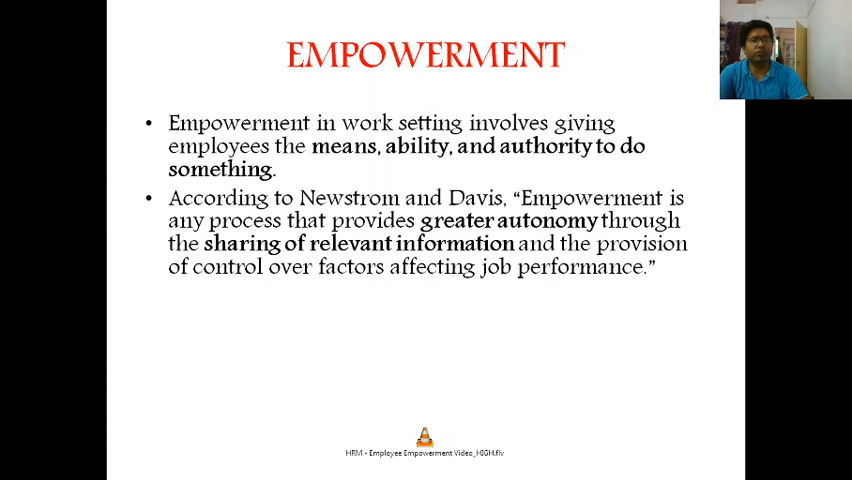 EMPOWERMENT
• Empowerment in work setting involves giving
employees the means, ability, and authority to do
something.
• According to Newstrom and Davis, “Empowerment is
any process that provides greater autonomy through
the sharing of relevant information and the provision
of control over factors affecting job performance.”
HRM - Employee Empowerment Video_HIGH.flv